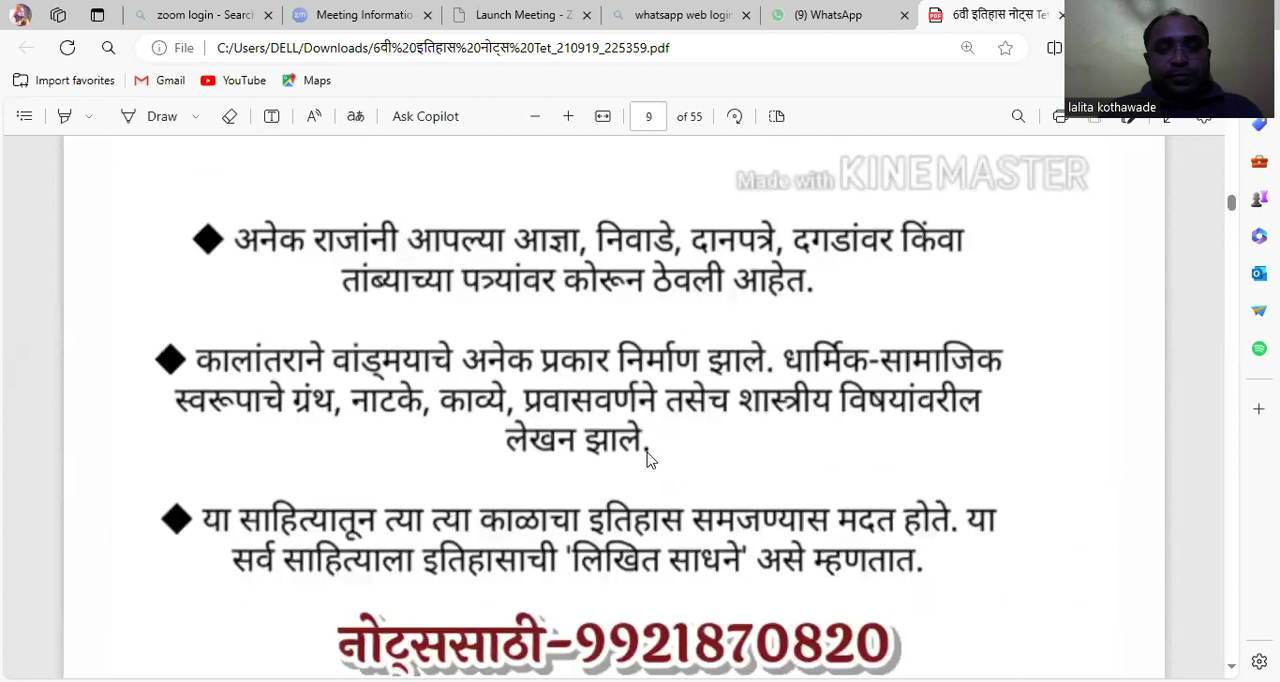 zoom login - Searc
Meeting Informatio
Launch Meeting - Z
whatsapp web login
(9) WhatsApp
6वी इतिहास नोट्स Tet
File
C:/Users/DELL/Downloads/6वी%20इतिहास%20नोट्स%20Tet_210919_225359.pdf
Import favorites
Gmail
YouTube
Maps
lalita kothawade
Draw
Ask Copilot
9
of 55
Made with KINEMASTER
◆ अनेक राजांनी आपल्या आज्ञा, निवाडे, दानपत्रे, दगडांवर किंवा
तांब्याच्या पत्र्यांवर कोरून ठेवली आहेत.
◆ कालांतराने वांड्मयाचे अनेक प्रकार निर्माण झाले. धार्मिक-सामाजिक
स्वरूपाचे ग्रंथ, नाटके, काव्ये, प्रवासवर्णने तसेच शास्त्रीय विषयांवरील
लेखन झाले.
◆ या साहित्यातून त्या त्या काळाचा इतिहास समजण्यास मदत होते. या
सर्व साहित्याला इतिहासाची 'लिखित साधने' असे म्हणतात.
नोट्ससाठी-9921870820